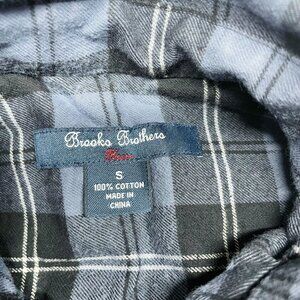 Brooks Brothers
S
100% COTTON
MADE IN
CHINA